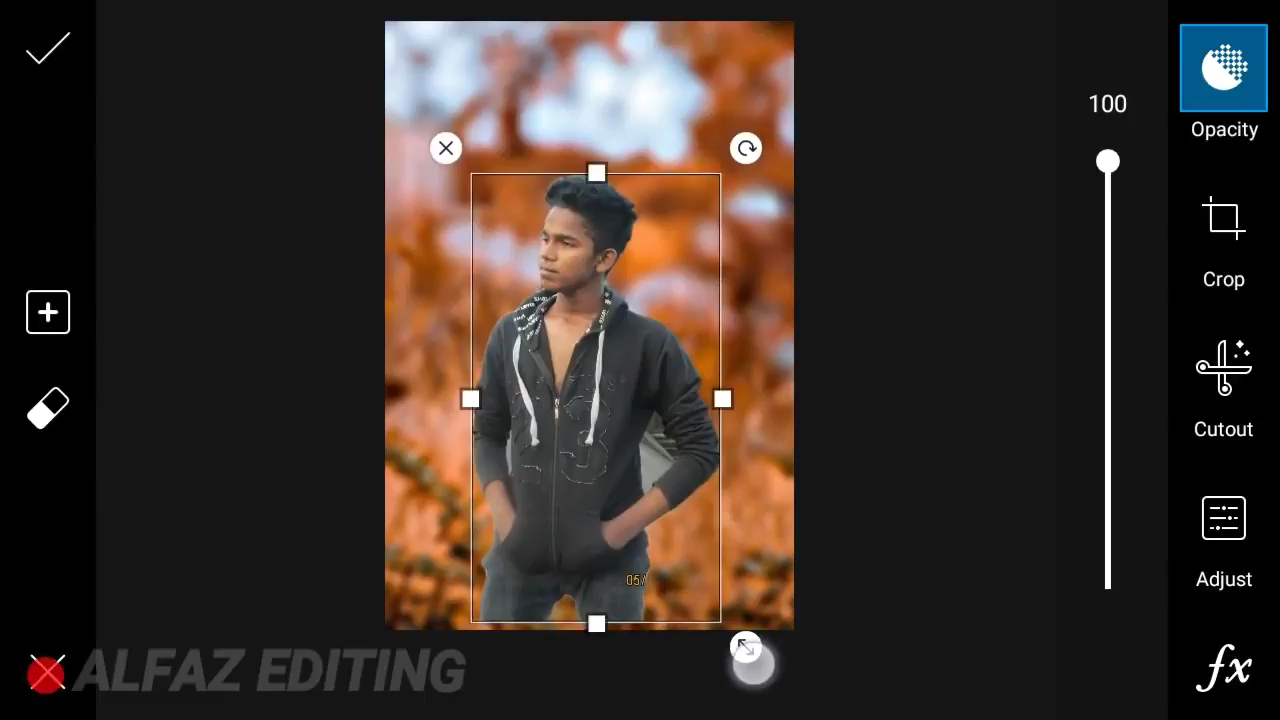 100
Opacity
Crop
Cutout
Adjust
fx
05/
ALFAZ EDITING